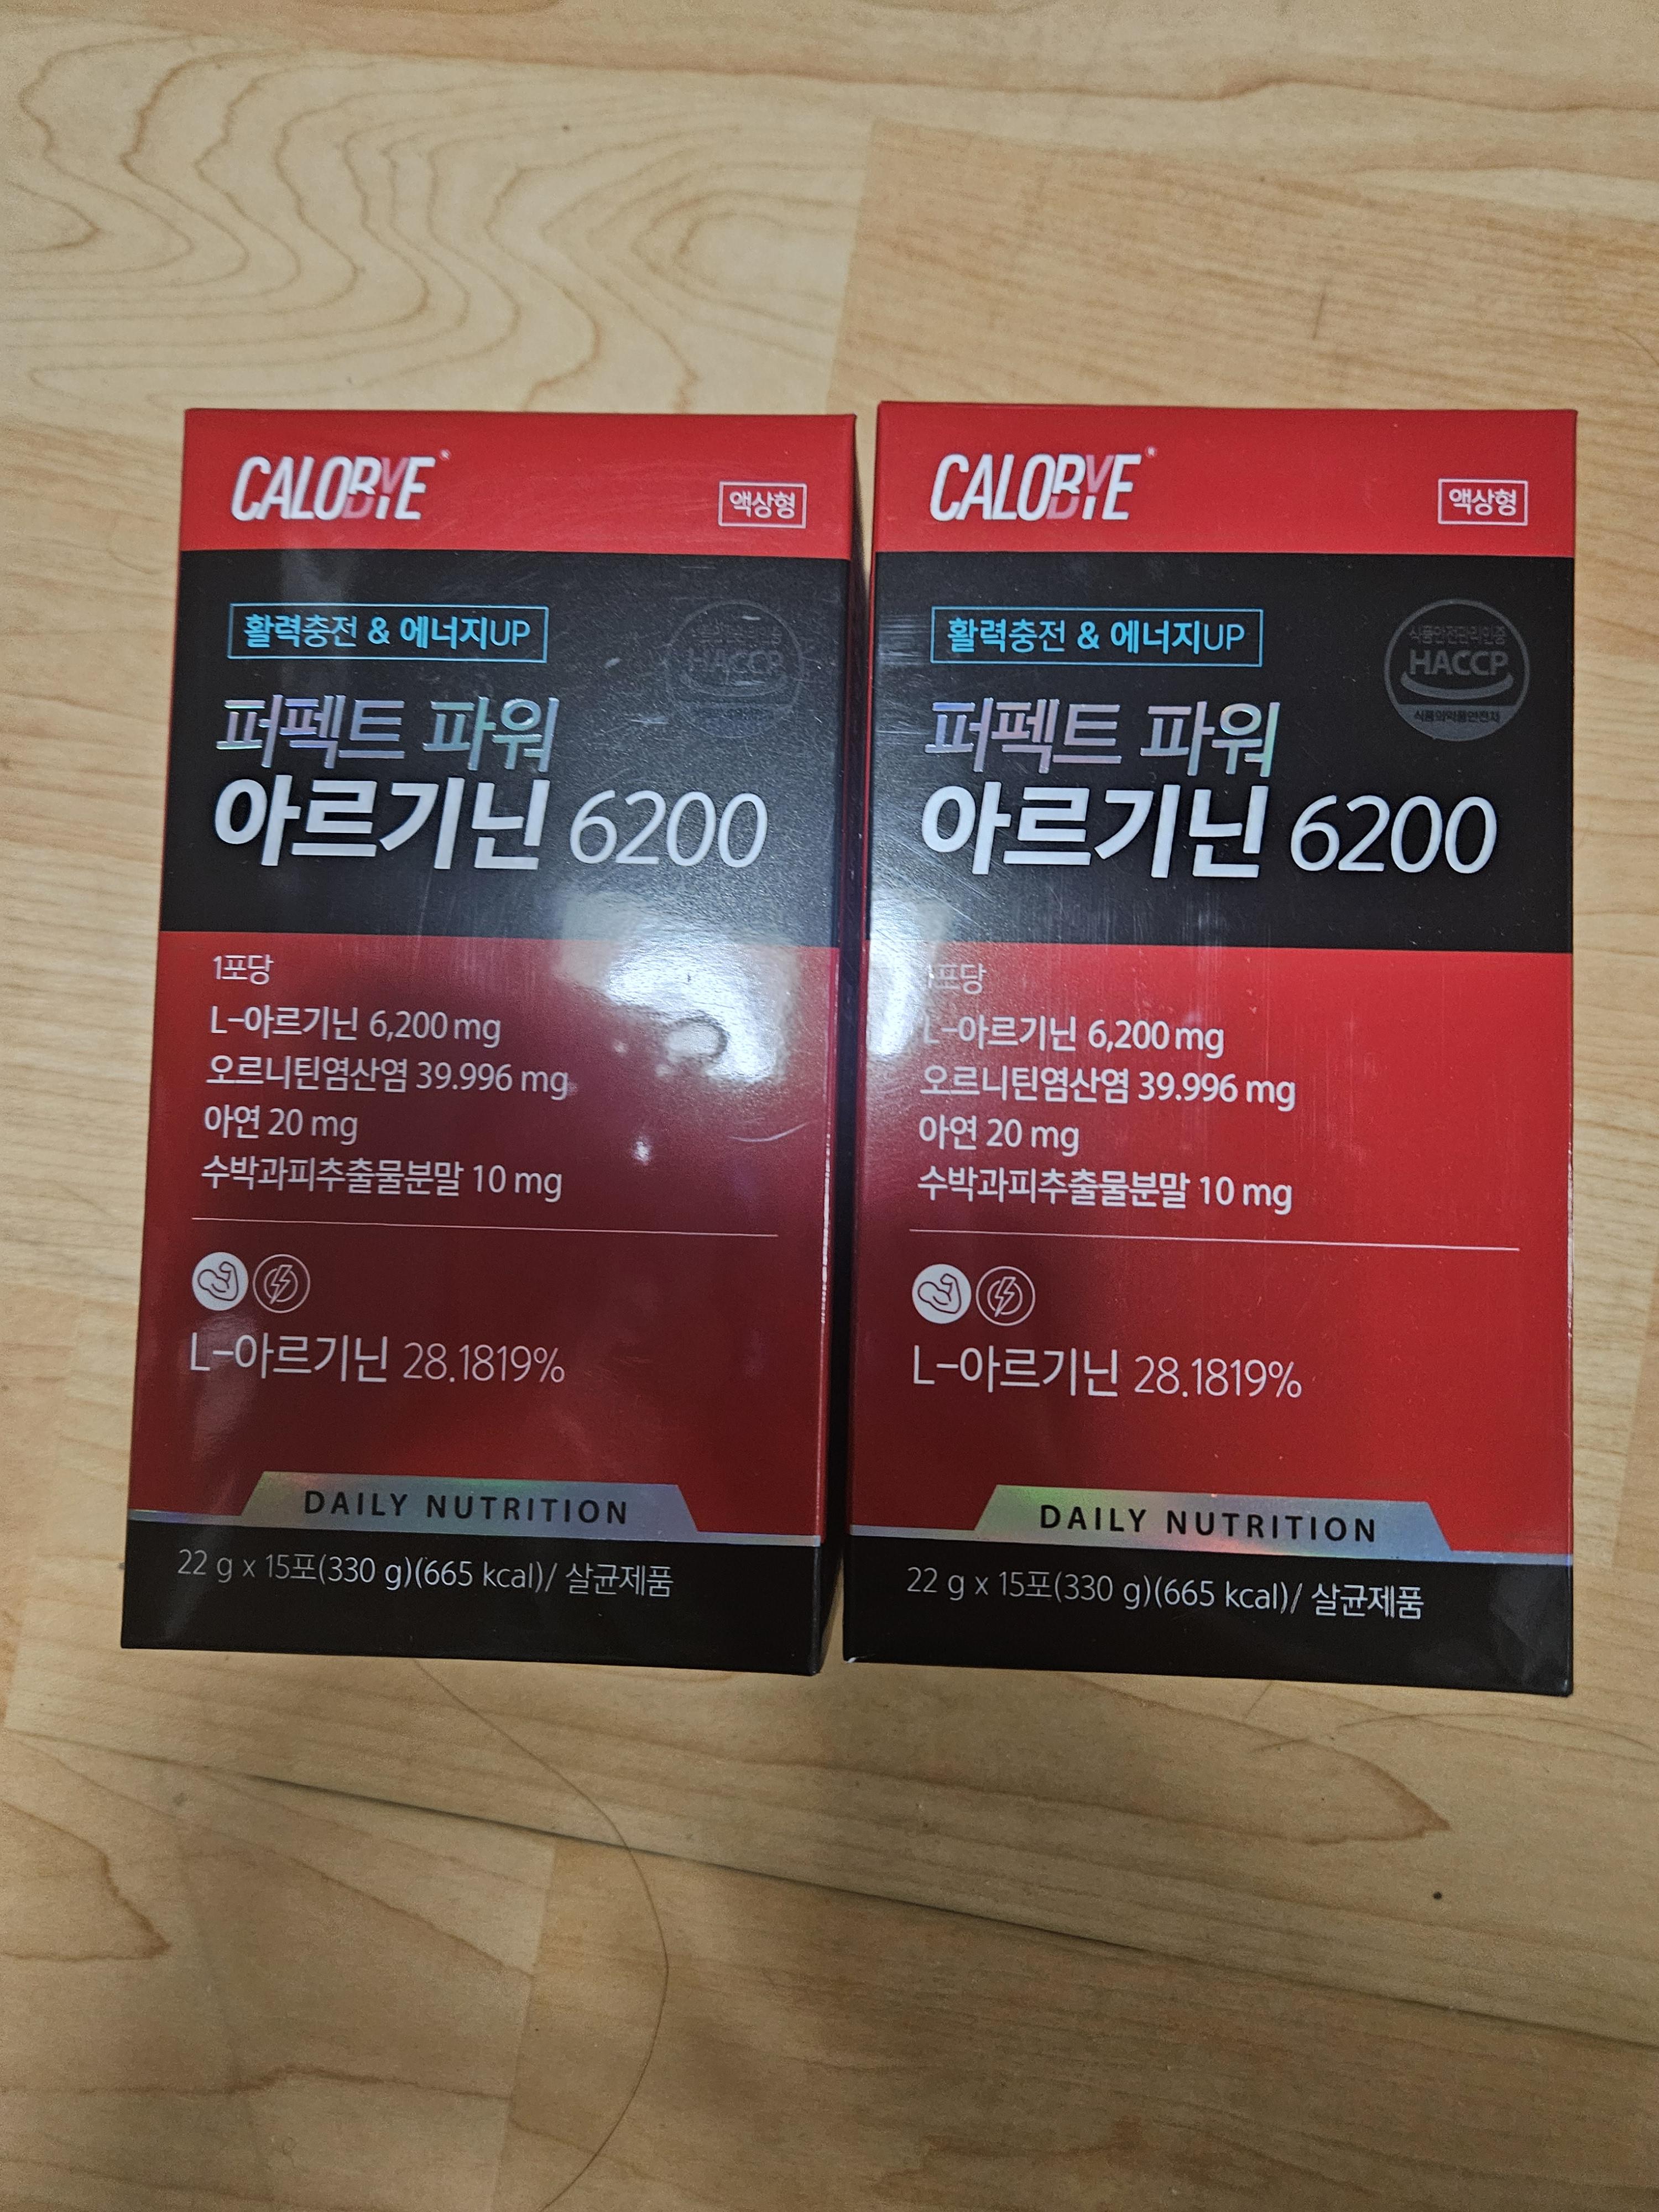 CALOBYE®
액상형
활력충전 & 에너지UP
HACCP
퍼펙트 파워
아르기닌 6200
1포당
L-아르기닌 6,200 mg
오르니틴염산염 39.996 mg
아연 20 mg
수박과피추출물분말 10 mg
L-아르기닌 28.1819%
DAILY NUTRITION
22 g x 15포(330 g)(665 kcal)/ 살균제품
CALOBYE®
액상형
활력충전 & 에너지UP
식품안전관리인증
HACCP
식품의약품안전처
퍼펙트 파워
아르기닌 6200
1포당
L-아르기닌 6,200 mg
오르니틴염산염 39.996 mg
아연 20 mg
수박과피추출물분말 10 mg
L-아르기닌 28.1819%
DAILY NUTRITION
22 g x 15포(330 g)(665 kcal)/ 살균제품